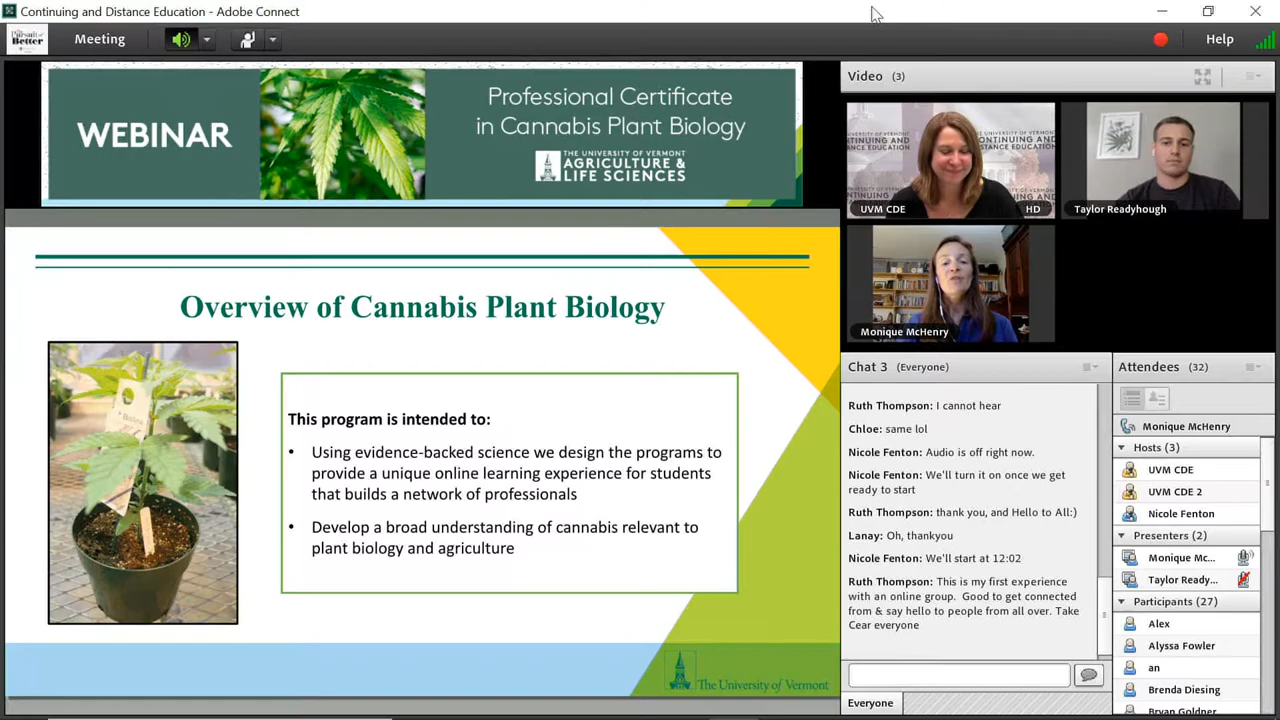 Continuing and Distance Education - Adobe Connect
Pursuit of
Better
Meeting
Help
WEBINAR
Professional Certificate
in Cannabis Plant Biology
THE UNIVERSITY OF VERMONT
AGRICULTURE &
LIFE SCIENCES
Overview of Cannabis Plant Biology
This program is intended to:
• Using evidence-backed science we design the programs to
provide a unique online learning experience for students
that builds a network of professionals
• Develop a broad understanding of cannabis relevant to
plant biology and agriculture
The University of Vermont
Video (3)
UVM CDE
HD
Taylor Readyhough
Monique McHenry
Chat 3 (Everyone)
Ruth Thompson: I cannot hear
Chloe: same lol
Nicole Fenton: Audio is off right now.
Nicole Fenton: We'll turn it on once we get
ready to start
Ruth Thompson: thank you, and Hello to All:)
Lanay: Oh, thankyou
Nicole Fenton: We'll start at 12:02
Ruth Thompson: This is my first experience
with an online group. Good to get connected
from & say hello to people from all over. Take
Cear everyone
Everyone
Attendees (32)
Monique McHenry
Hosts (3)
UVM CDE
UVM CDE 2
Nicole Fenton
Presenters (2)
Monique Mc...
Taylor Ready...
Participants (27)
Alex
Alyssa Fowler
an
Brenda Diesing
Bryan Goldner